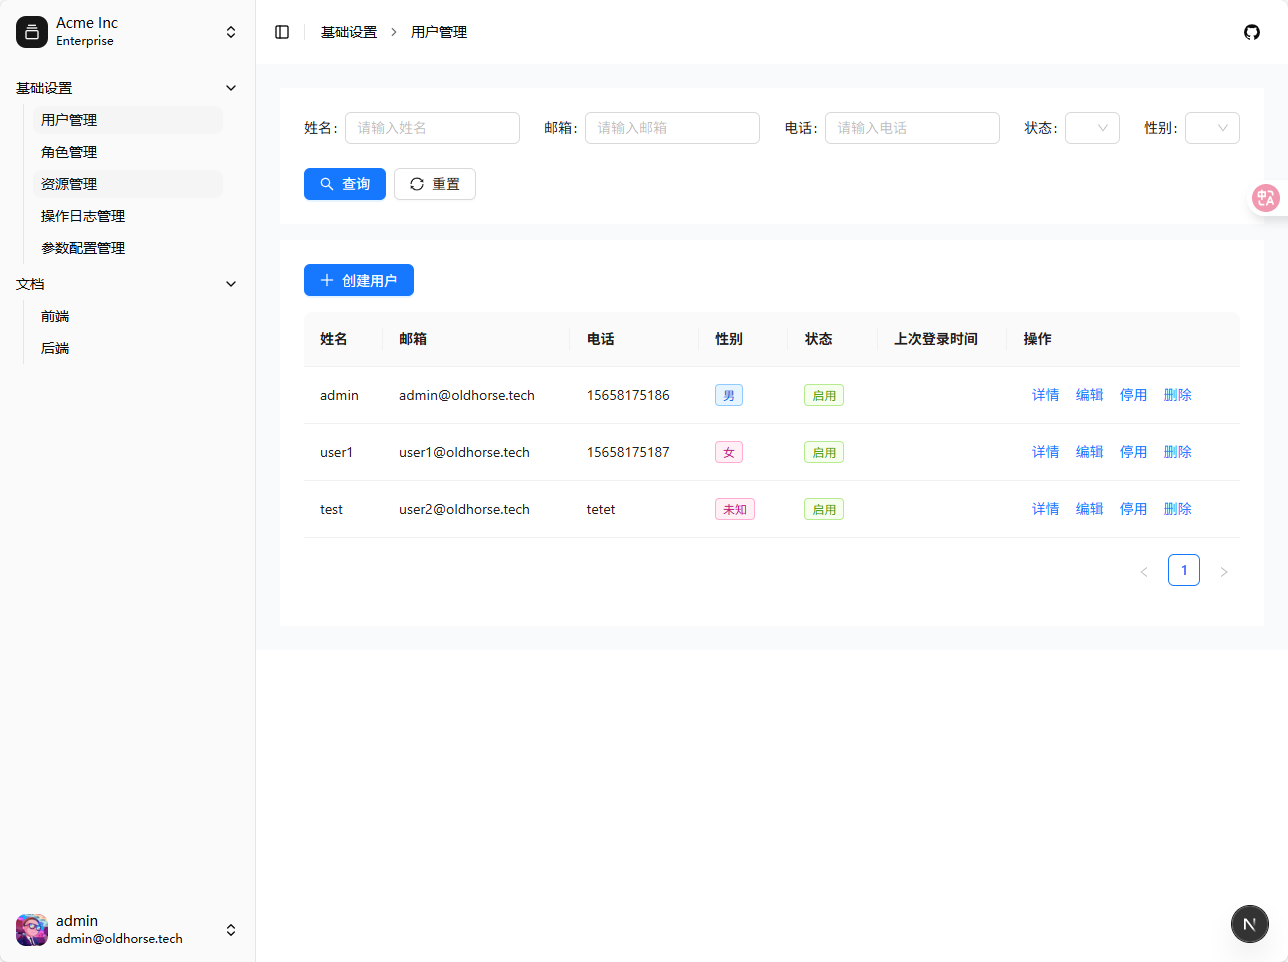 Acme Inc
Enterprise
基础设置
用户管理
角色管理
资源管理
操作日志管理
参数配置管理
文档
前端
后端
admin
admin@oldhorse.tech
基础设置 > 用户管理
姓名: 请输入姓名 邮箱: 请输入邮箱 电话: 请输入电话 状态: 性别:
查询 重置
创建用户
姓名 邮箱 电话 性别 状态 上次登录时间 操作
admin admin@oldhorse.tech 15658175186 男 启用 详情 编辑 停用 删除
user1 user1@oldhorse.tech 15658175187 女 启用 详情 编辑 停用 删除
test user2@oldhorse.tech tetet 未知 启用 详情 编辑 停用 删除
< 1 >
中A
N